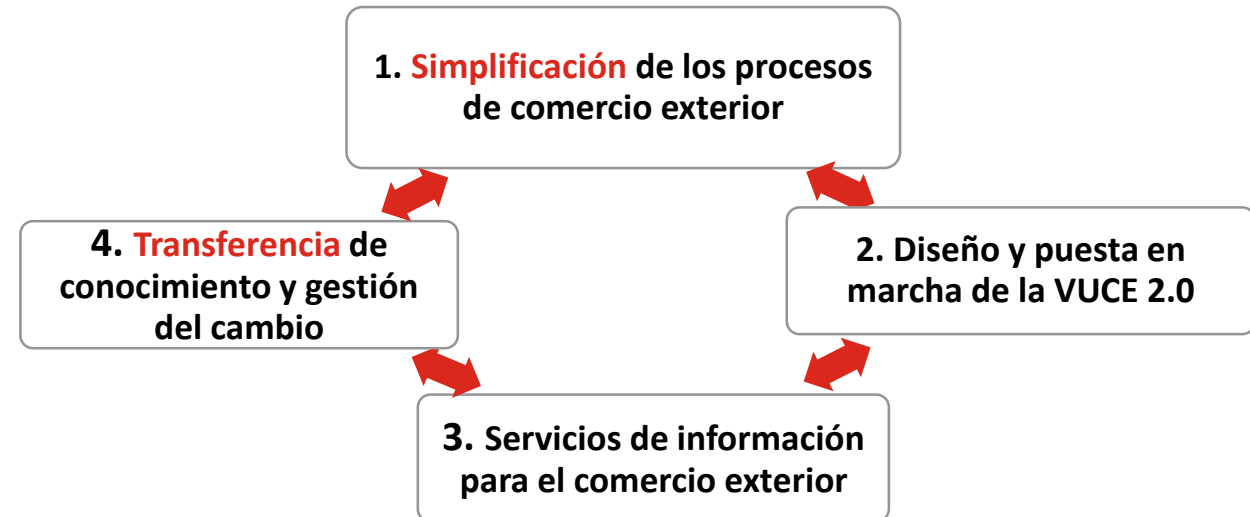 1. Simplificación de los procesos
de comercio exterior
2. Diseño y puesta en
marcha de la VUCE 2.0
3. Servicios de información
para el comercio exterior
4. Transferencia de
conocimiento y gestión
del cambio